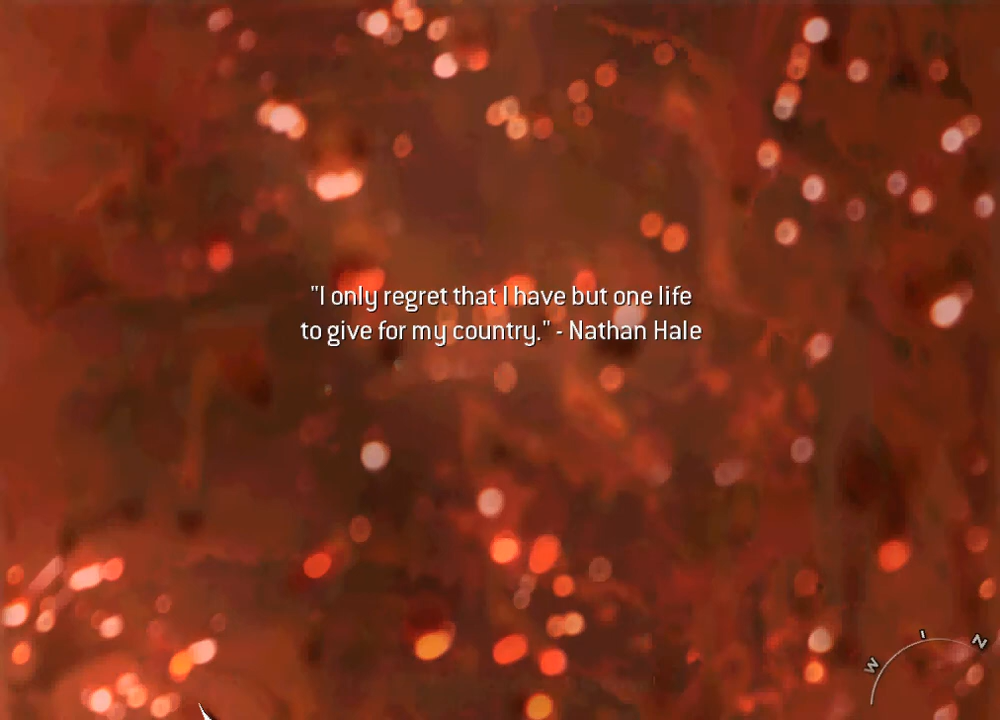 "I only regret that I have but one life
to give for my country." - Nathan Hale
W
N